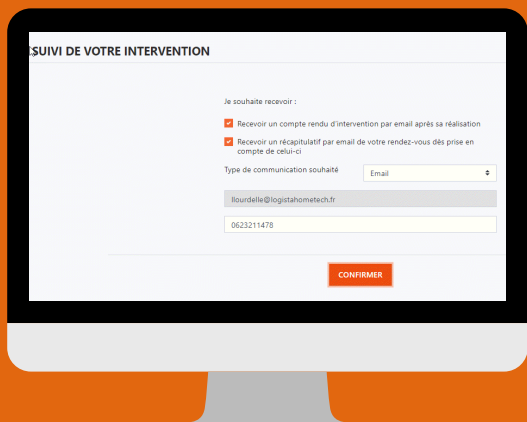 SUIVI DE VOTRE INTERVENTION
Je souhaite recevoir :
Recevoir un compte rendu d'intervention par email après sa réalisation
Recevoir un récapitulatif par email de votre rendez-vous dès prise en
compte de celui-ci
Type de communication souhaité
Email
llourdelle@logistahometech.fr
0623211478
CONFIRMER